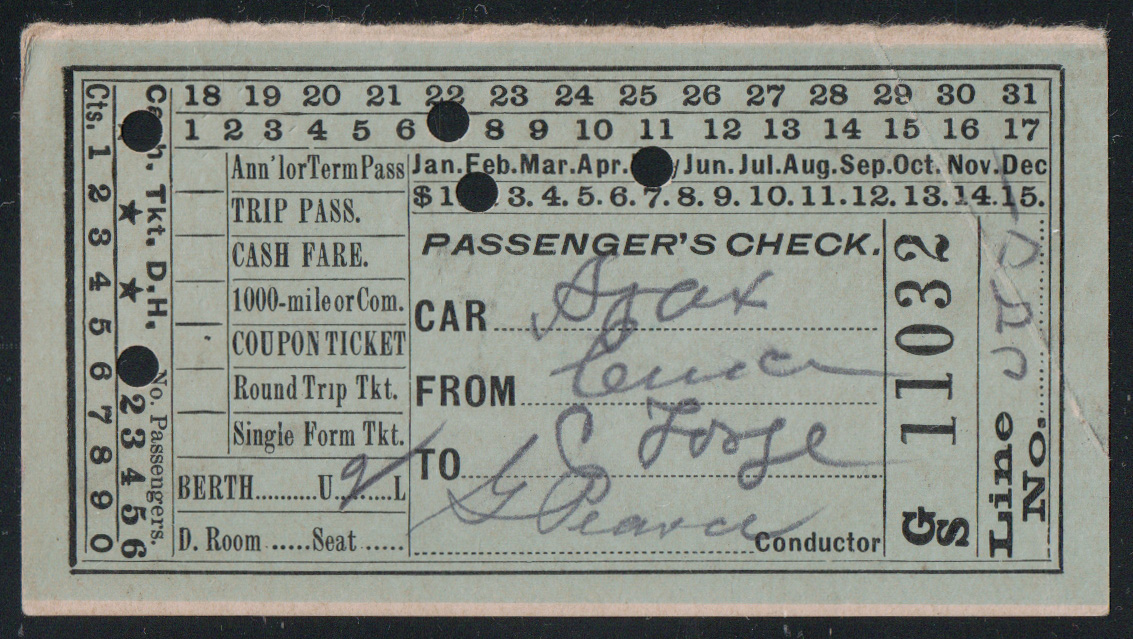 18 19 20 21 22 23 24 25 26 27 28 29 30 31
1 2 3 4 5 6 8 9 10 11 12 13 14 15 16 17
Jan. Feb. Mar. Apr. Jun. Jul. Aug. Sep. Oct. Nov. Dec
$ 1 3. 4. 5. 6. 7. 8. 9. 10. 11. 12. 13. 14. 15.
Ann'l or Term Pass
TRIP PASS.
CASH FARE.
1000-mile or Com.
COUPON TICKET
Round Trip Tkt.
Single Form Tkt.
BERTH..........U.........L
D. Room ......Seat ......
PASSENGER'S CHECK.
CAR
FROM
TO E Forge
G Pearce
Conductor
GS 11032
Line No.
Cts. 1 2 3 4 5 6 7 8 9 0
Tkt. D.H.
★ ★
No. Passengers.
2 3 4 5 6